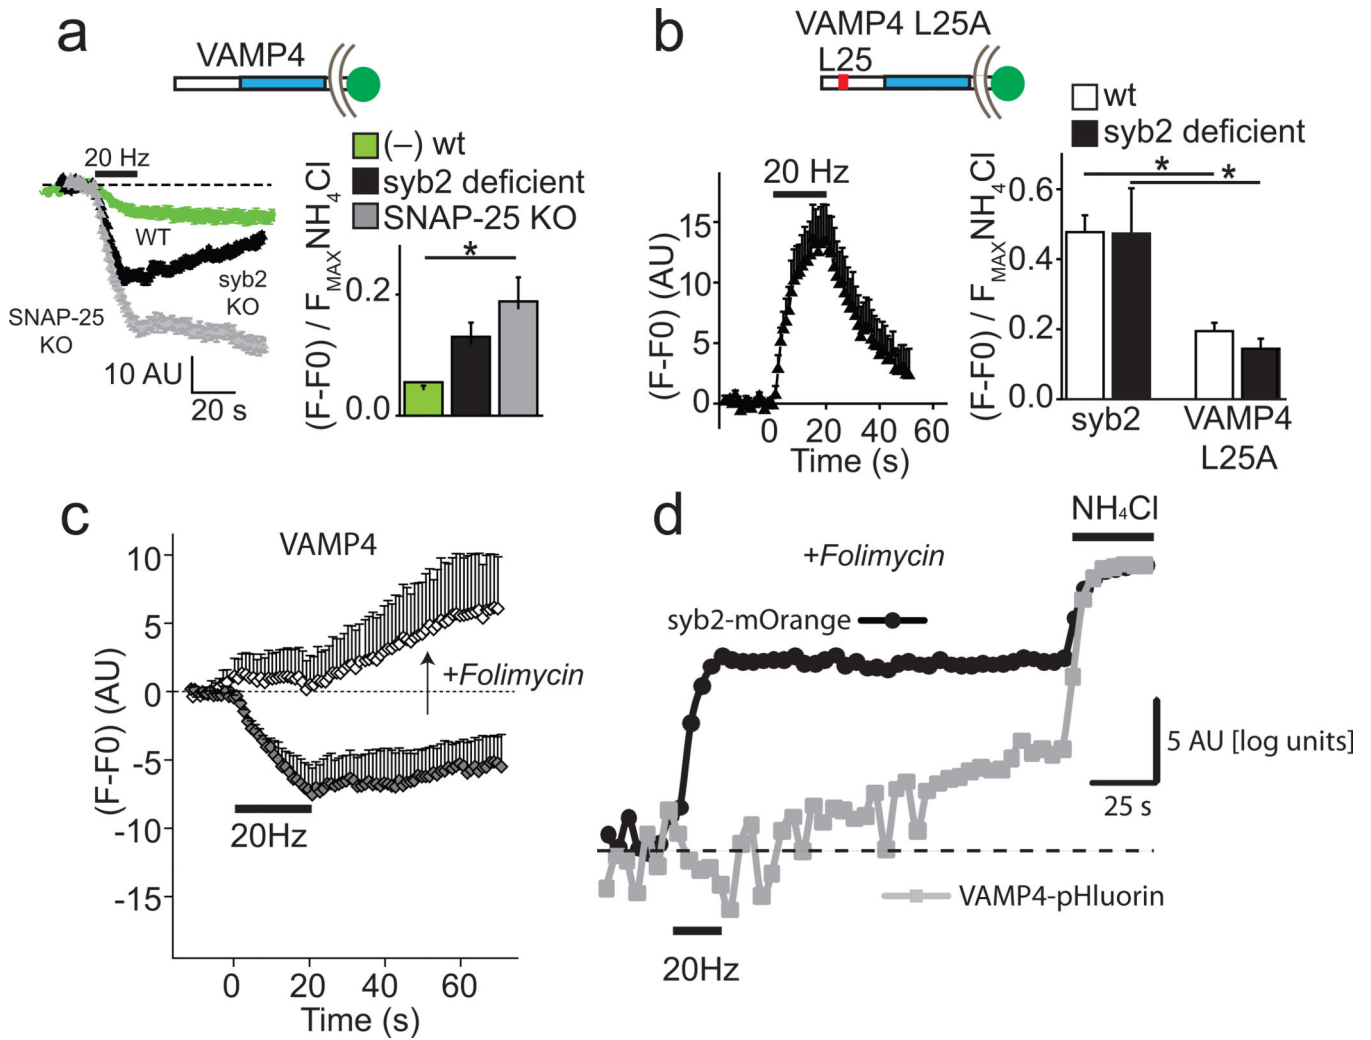 a
VAMP4
20 Hz
WT
syb2
KO
SNAP-25
KO
10 AU
20 s
(–) wt
syb2 deficient
SNAP-25 KO
(F-F0) / FMAXNH4Cl
*
0.2
0.0
b
VAMP4 L25A
L25
20 Hz
(F-F0) (AU)
15
10
5
0
0 20 40 60
Time (s)
wt
syb2 deficient
(F-F0) / FMAXNH4Cl
* *
0.6
0.4
0.2
0.0
syb2
VAMP4
L25A
c
VAMP4
(F-F0) (AU)
10
5
0
-5
-10
-15
+Folimycin
20Hz
0 20 40 60
Time (s)
d
NH4Cl
+Folimycin
syb2-mOrange
5 AU [log units]
25 s
VAMP4-pHluorin
20Hz